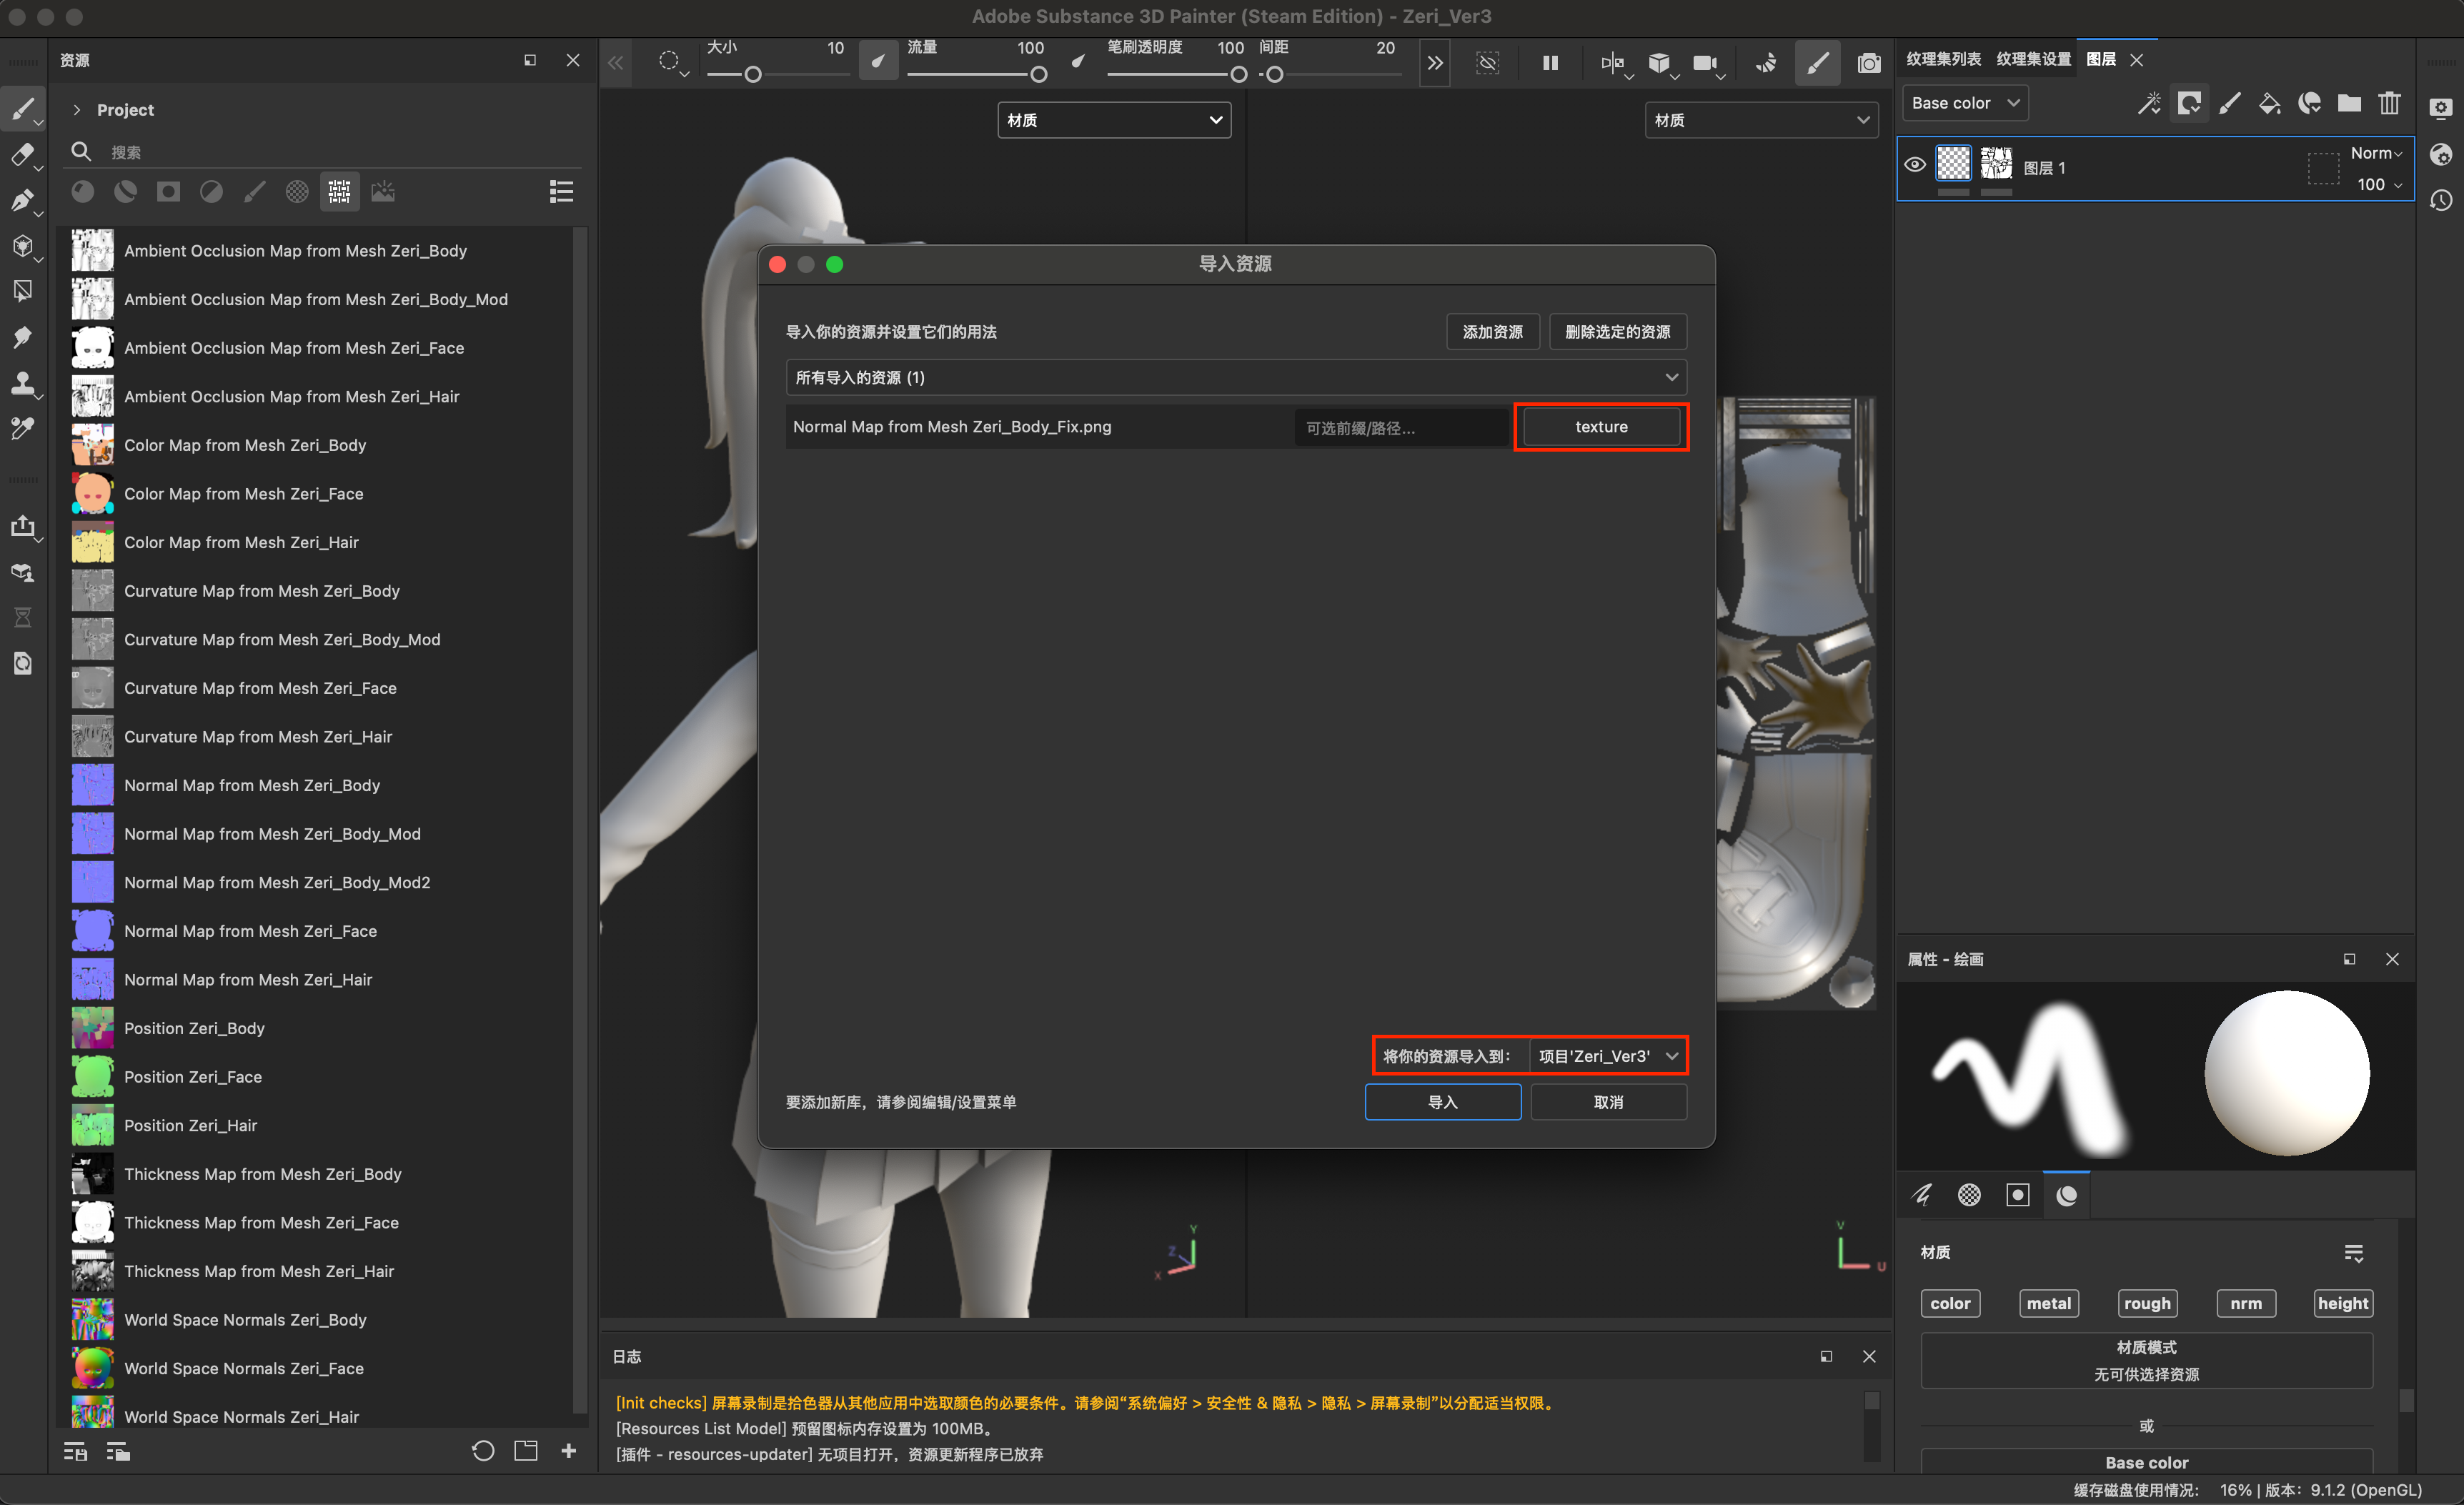 Adobe Substance 3D Painter (Steam Edition) - Zeri_Ver3
资源
大小 10 流量 100 笔刷透明度 100 间距 20
纹理集列表 纹理集设置 图层
Project
搜索
材质
材质
Base color
Norm
图层 1
100
Ambient Occlusion Map from Mesh Zeri_Body
Ambient Occlusion Map from Mesh Zeri_Body_Mod
Ambient Occlusion Map from Mesh Zeri_Face
Ambient Occlusion Map from Mesh Zeri_Hair
Color Map from Mesh Zeri_Body
Color Map from Mesh Zeri_Face
Color Map from Mesh Zeri_Hair
Curvature Map from Mesh Zeri_Body
Curvature Map from Mesh Zeri_Body_Mod
Curvature Map from Mesh Zeri_Face
Curvature Map from Mesh Zeri_Hair
Normal Map from Mesh Zeri_Body
Normal Map from Mesh Zeri_Body_Mod
Normal Map from Mesh Zeri_Body_Mod2
Normal Map from Mesh Zeri_Face
Normal Map from Mesh Zeri_Hair
Position Zeri_Body
Position Zeri_Face
Position Zeri_Hair
Thickness Map from Mesh Zeri_Body
Thickness Map from Mesh Zeri_Face
Thickness Map from Mesh Zeri_Hair
World Space Normals Zeri_Body
World Space Normals Zeri_Face
World Space Normals Zeri_Hair
导入资源
导入你的资源并设置它们的用法
添加资源 删除选定的资源
所有导入的资源 (1)
Normal Map from Mesh Zeri_Body_Fix.png 可选前缀/路径... texture
将你的资源导入到： 项目'Zeri_Ver3'
要添加新库，请参阅编辑/设置菜单
导入 取消
Y
Z
X
V
U
日志
[Init checks] 屏幕录制是拾色器从其他应用中选取颜色的必要条件。请参阅“系统偏好 > 安全性 & 隐私 > 隐私 > 屏幕录制”以分配适当权限。
[Resources List Model] 预留图标内存设置为 100MB。
[插件 - resources-updater] 无项目打开，资源更新程序已放弃
属性 - 绘画
材质
color metal rough nrm height
材质模式
无可供选择资源
或
Base color
缓存磁盘使用情况： 16% | 版本：9.1.2 (OpenGL)